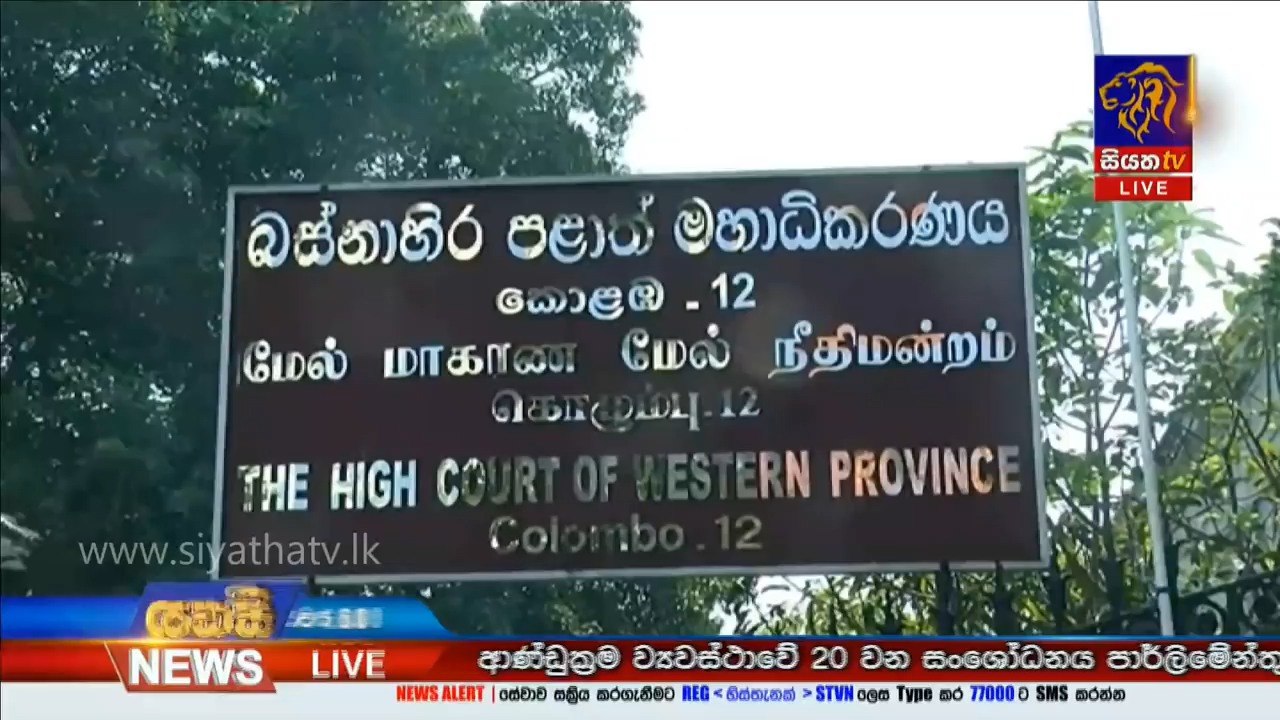 සියත tv
LIVE
බස්නාහිර පළාත් මහාධිකරණය
කොළඹ - 12
மேல் மாகாண மேல் நீதிமன்றம்
கொழும்பு-12
THE HIGH COURT OF WESTERN PROVINCE
Colombo . 12
www.siyathatv.lk
NEWS LIVE
ආණ්ඩුක්‍රම ව්‍යවස්ථාවේ 20 වන සංශෝධනය පාර්ලිමේන්තු
NEWS ALERT | සේවාව සක්‍රීය කරගැනීමට REG < හිස්තැනක් > STVN ලෙස Type කර 77000 ට SMS කරන්න